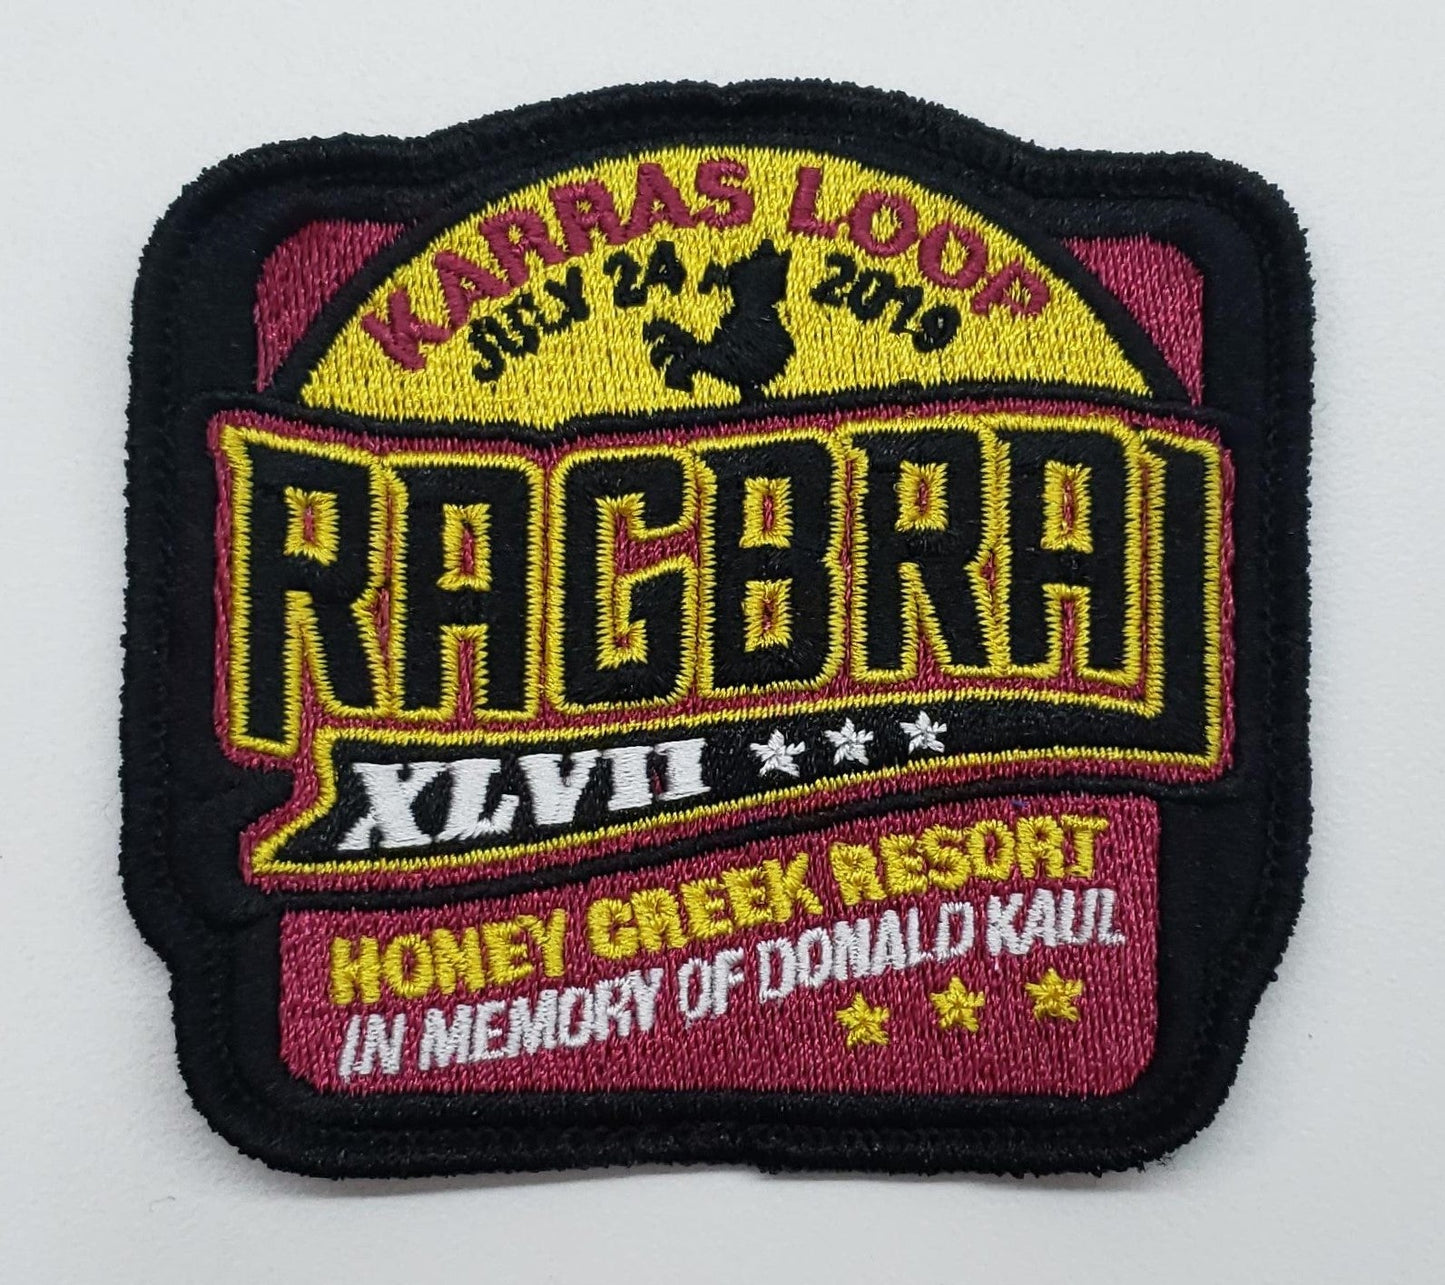 KARRAS LOOP
JULY 24 2019
RAGBRAI
XLVII
HONEY CREEK RESORT
IN MEMORY OF DONALD KAUL